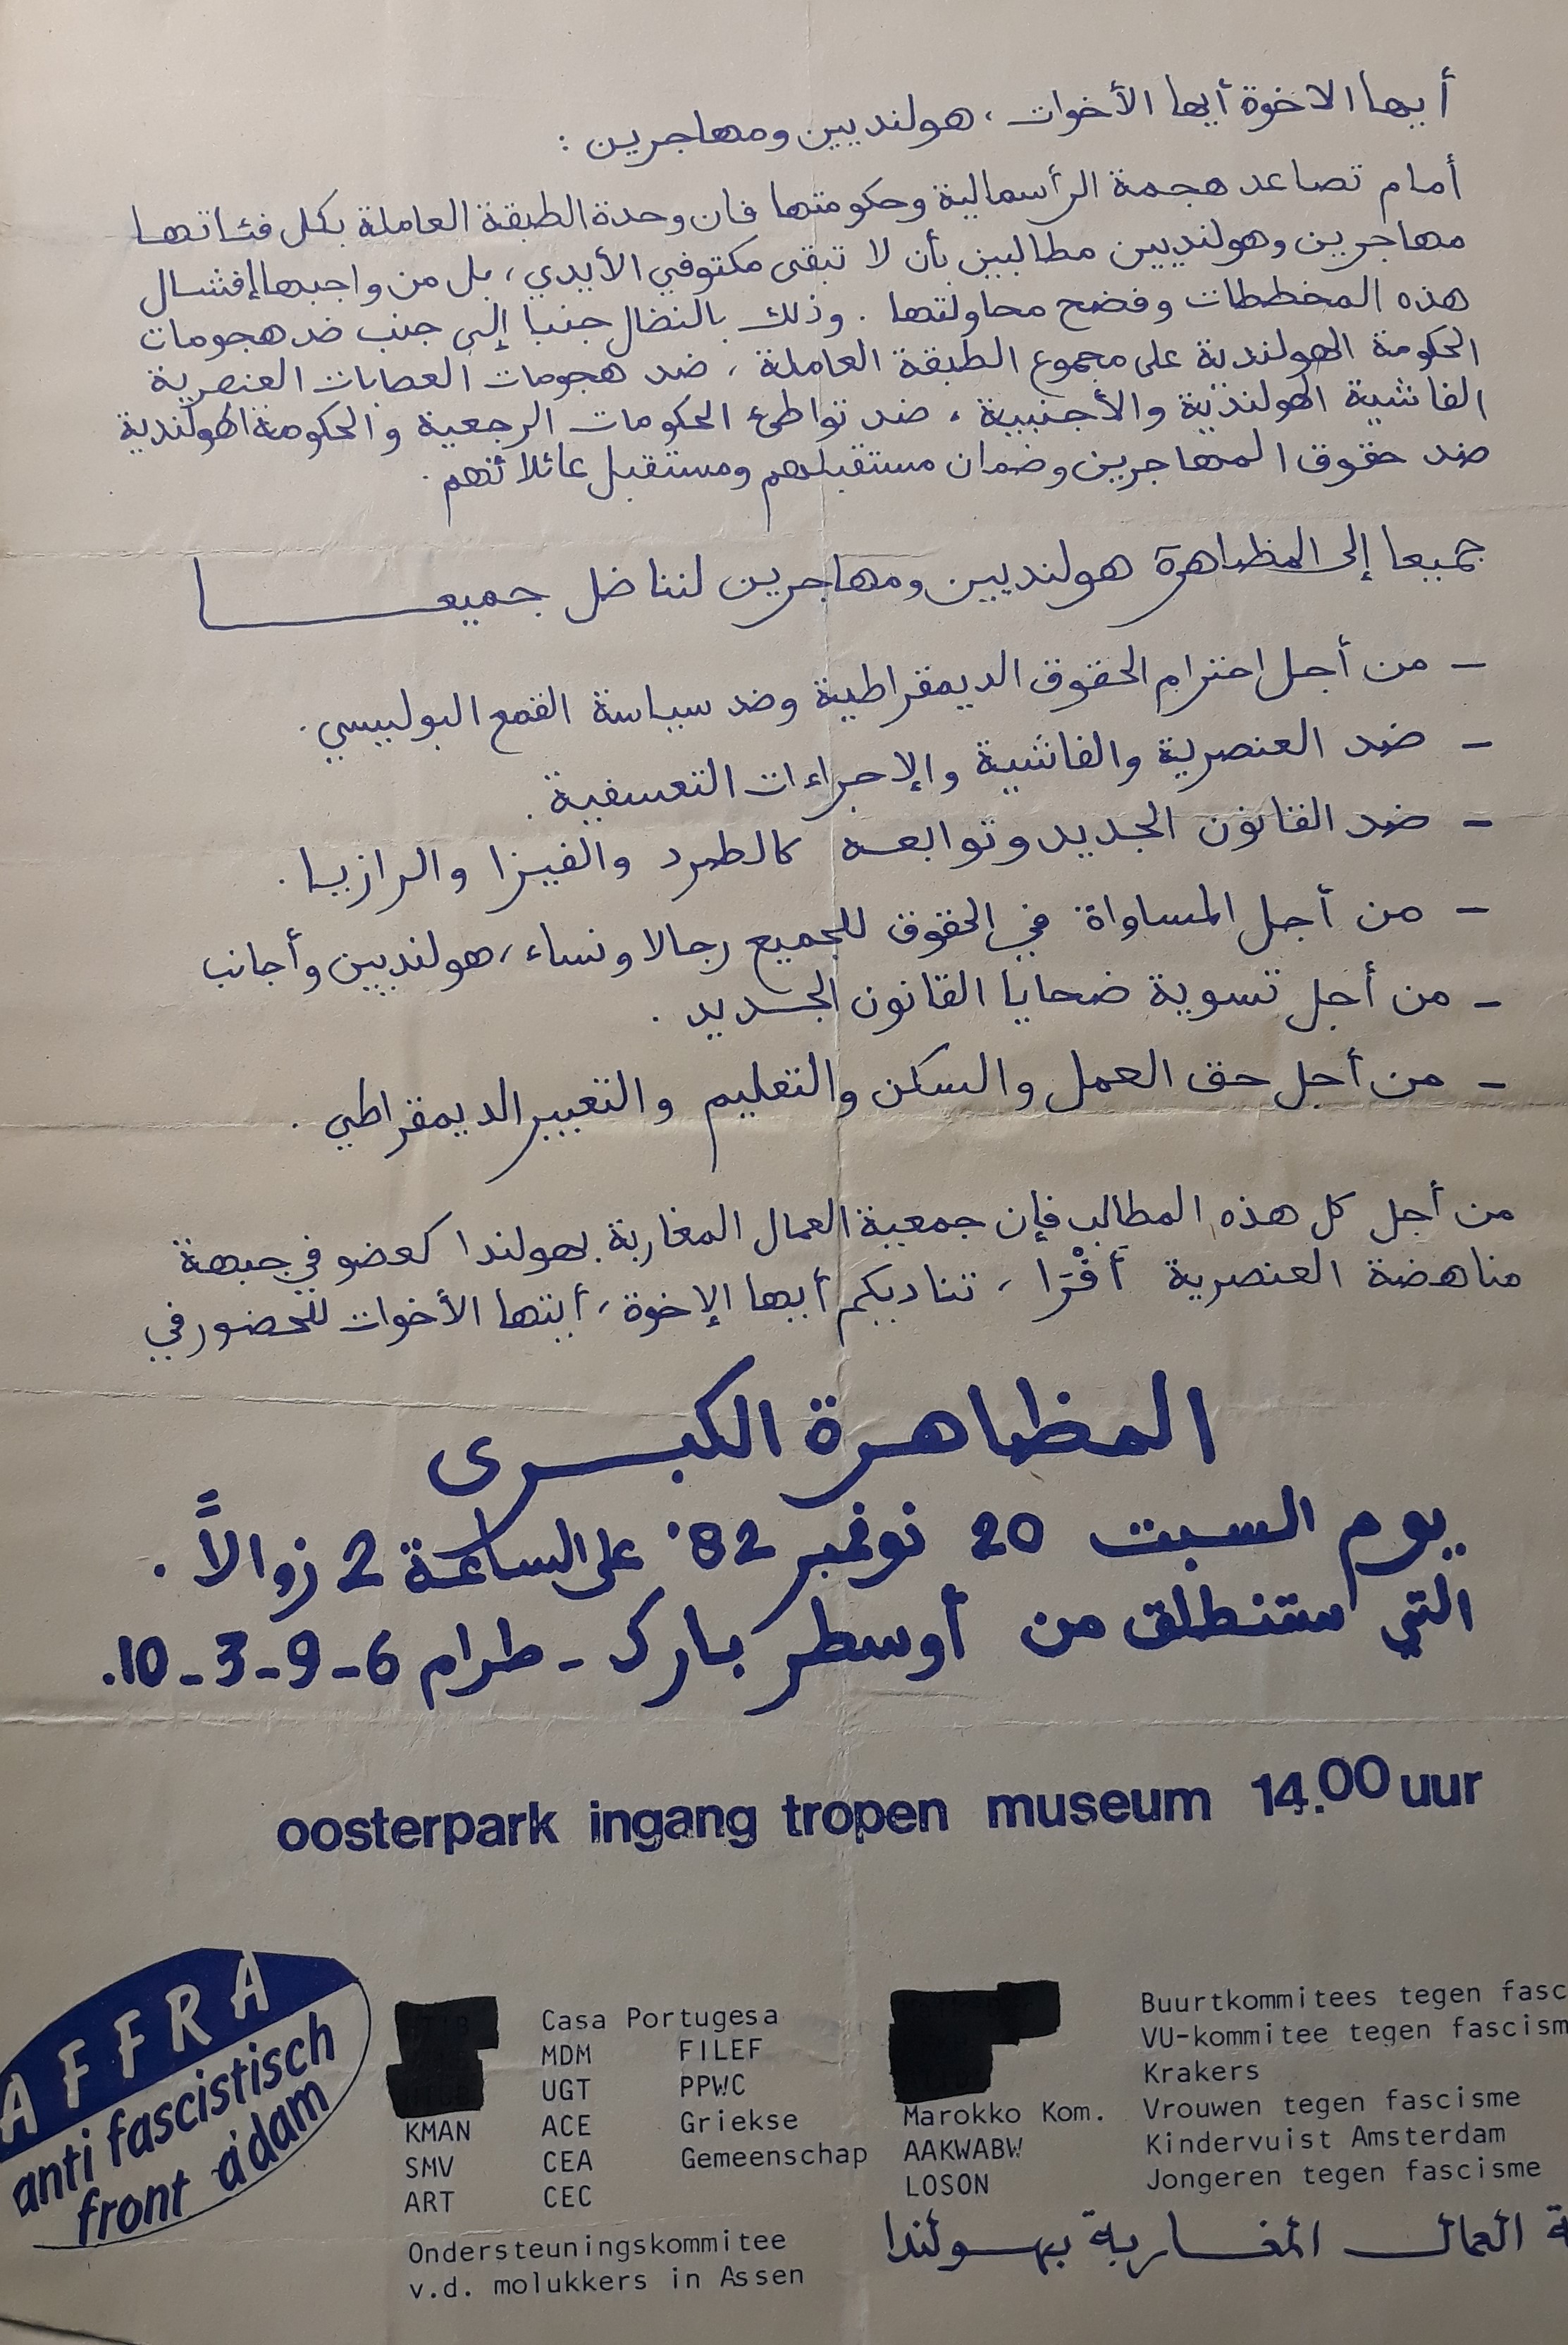 أيها الاخوة أيها الأخوات، هولنديين ومهاجرين :
أمام تصاعد هجمة الرأسمالية وحكومتها فان وحدة الطبقة العاملة بكل فئاتها
مهاجرين وهولنديين مطالبين بأن لا تبقى مكتوفي الأيدي، بل من واجبها إفشال
هذه المخططات وفضح محاولتها . وذلك بالنضال جنبا إلى جنب ضد هجومات
الحكومة الهولندية على مجموع الطبقة العاملة ، ضد هجومات العصابات العنصرية
الفاشية الهولندية والأجنبية ، ضد تواطئ الحكومات الرجعية والحكومة الهولندية
ضد حقوق المهاجرين وضمان مستقبلهم ومستقبل عائلاتهم .
جميعا إلى المظاهرة هولنديين ومهاجرين لنناضل جميعا
- من أجل احترام الحقوق الديمقراطية وضد سياسة القمع البوليسي .
- ضد العنصرية والفاشية والإجراءات التعسفية .
- ضد القانون الجديد وتوابعه كالطرد والفيزا والرازيا .
- من أجل المساواة في الحقوق للجميع رجالا ونساء، هولنديين وأجانب
- من أجل تسوية ضحايا القانون الجديد .
- من أجل حق العمل والسكن والتعليم والتعبير الديمقراطي .
من أجل كل هذه المطالب فإن جمعية العمال المغاربة بهولندا كعضو في جبهة
مناهضة العنصرية أفْرَا ، تناديكم أيها الإخوة، أيتها الأخوات للحضور في
المظاهرة الكبرى
يوم السبت 20 نونمبر 82' على الساعة 2 زوالاً .
التي ستنطلق من أوسطر بارك - طرام 6-9-3-10.
oosterpark ingang tropen museum 14.00 uur
AFFRA
anti fascistisch
front a'dam
KMAN
SMV
ART
Casa Portugesa
MDM FILEF
UGT PPWC
ACE Griekse
CEA Gemeenschap
CEC
Ondersteuningskommitee
v.d. molukkers in Assen
Marokko Kom.
AAKWABW
LOSON
Buurtkommitees tegen fasc
VU-kommitee tegen fascism
Krakers
Vrouwen tegen fascisme
Kindervuist Amsterdam
Jongeren tegen fascisme
ة العمال المغاربة بهولندا